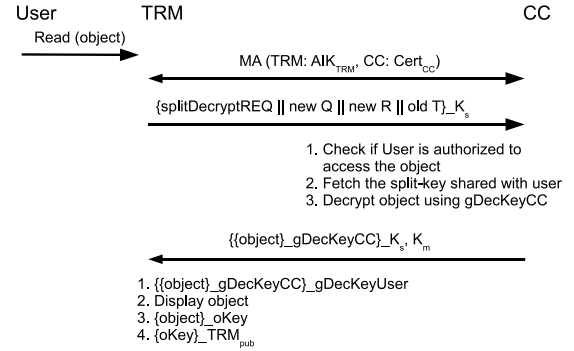 User TRM CC
Read (object)
MA (TRM: AIK_TRM, CC: Cert_CC)
{splitDecryptREQ || new Q || new R || old T}_K_s
1. Check if User is authorized to
access the object
2. Fetch the split-key shared with user
3. Decrypt object using gDecKeyCC
{{object}_gDecKeyCC}_K_s, K_m
1. {{object}_gDecKeyCC}_gDecKeyUser
2. Display object
3. {object}_oKey
4. {oKey}_TRM_pub